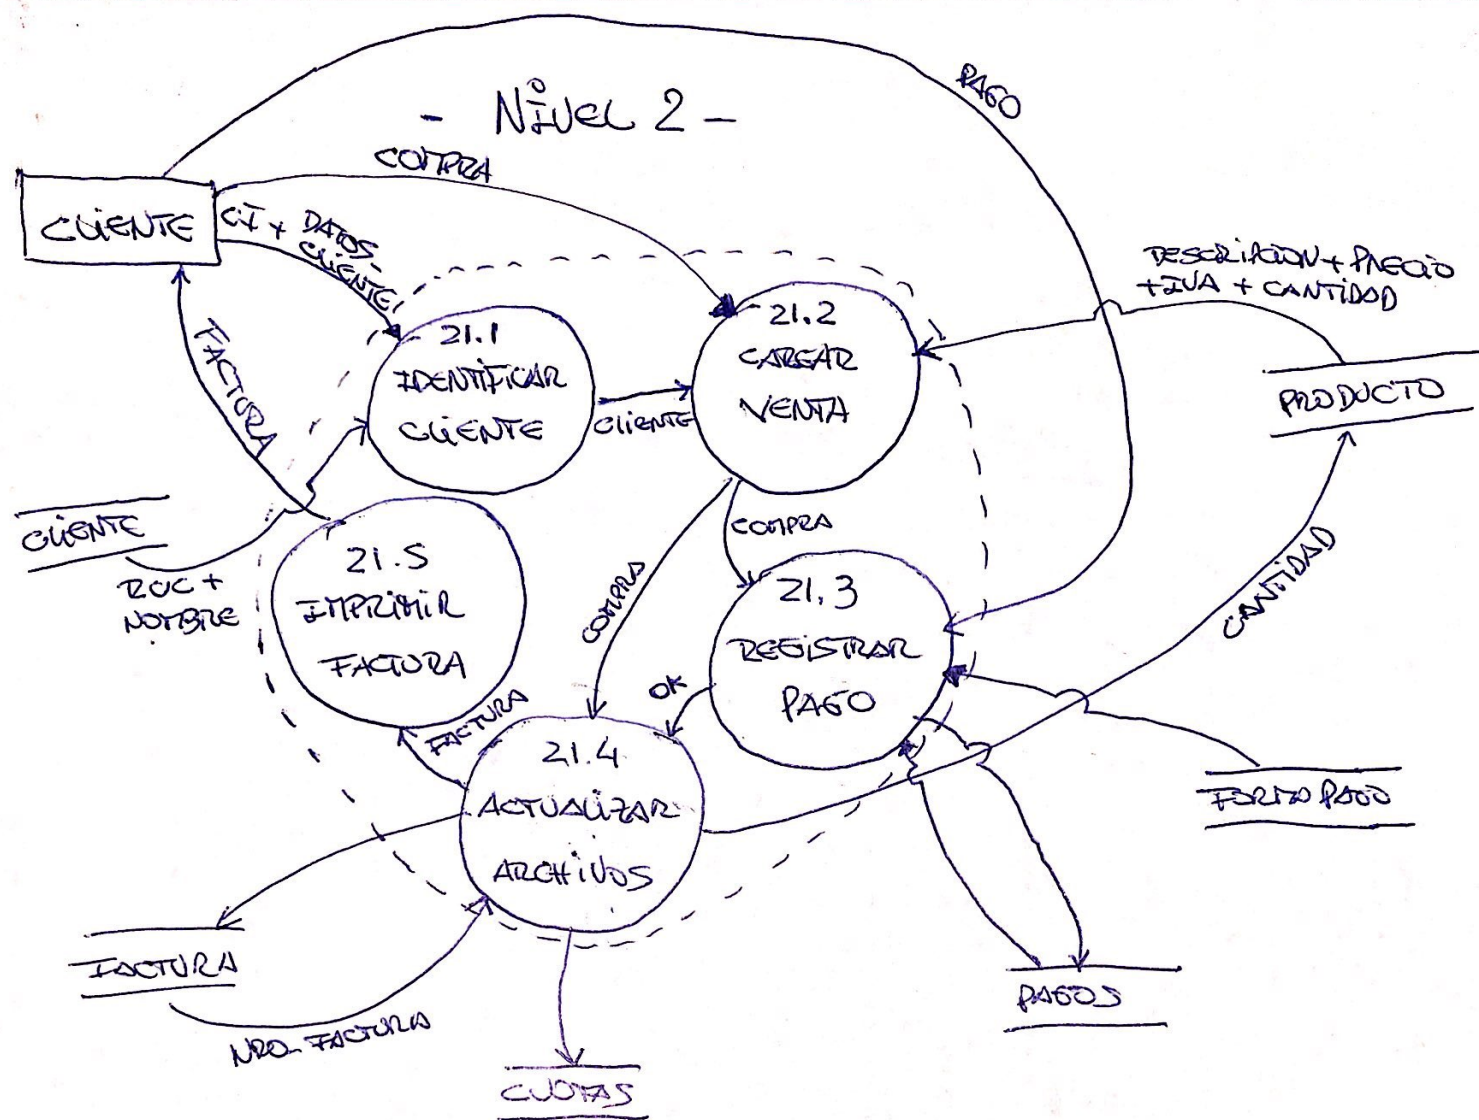 - NIVEL 2 -
PAGO
COMPRA
CLIENTE
CI + DATOS-
CLIENTE
DESCRIPCION + PRECIO
+ IVA + CANTIDAD
21.1
IDENTIFICAR
CLIENTE
CLIENTE
21.2
CARGAR
VENTA
PRODUCTO
FACTURA
CLIENTE
RUC +
NOMBRE
21.5
IMPRIMIR
FACTURA
COMPRA
COMPRA
21.3
REGISTRAR
PAGO
CANTIDAD
OK
FACTURA
21.4
ACTUALIZAR
ARCHIVOS
FORMA PAGO
FACTURA
NRO-FACTURA
PAGOS
CUOTAS